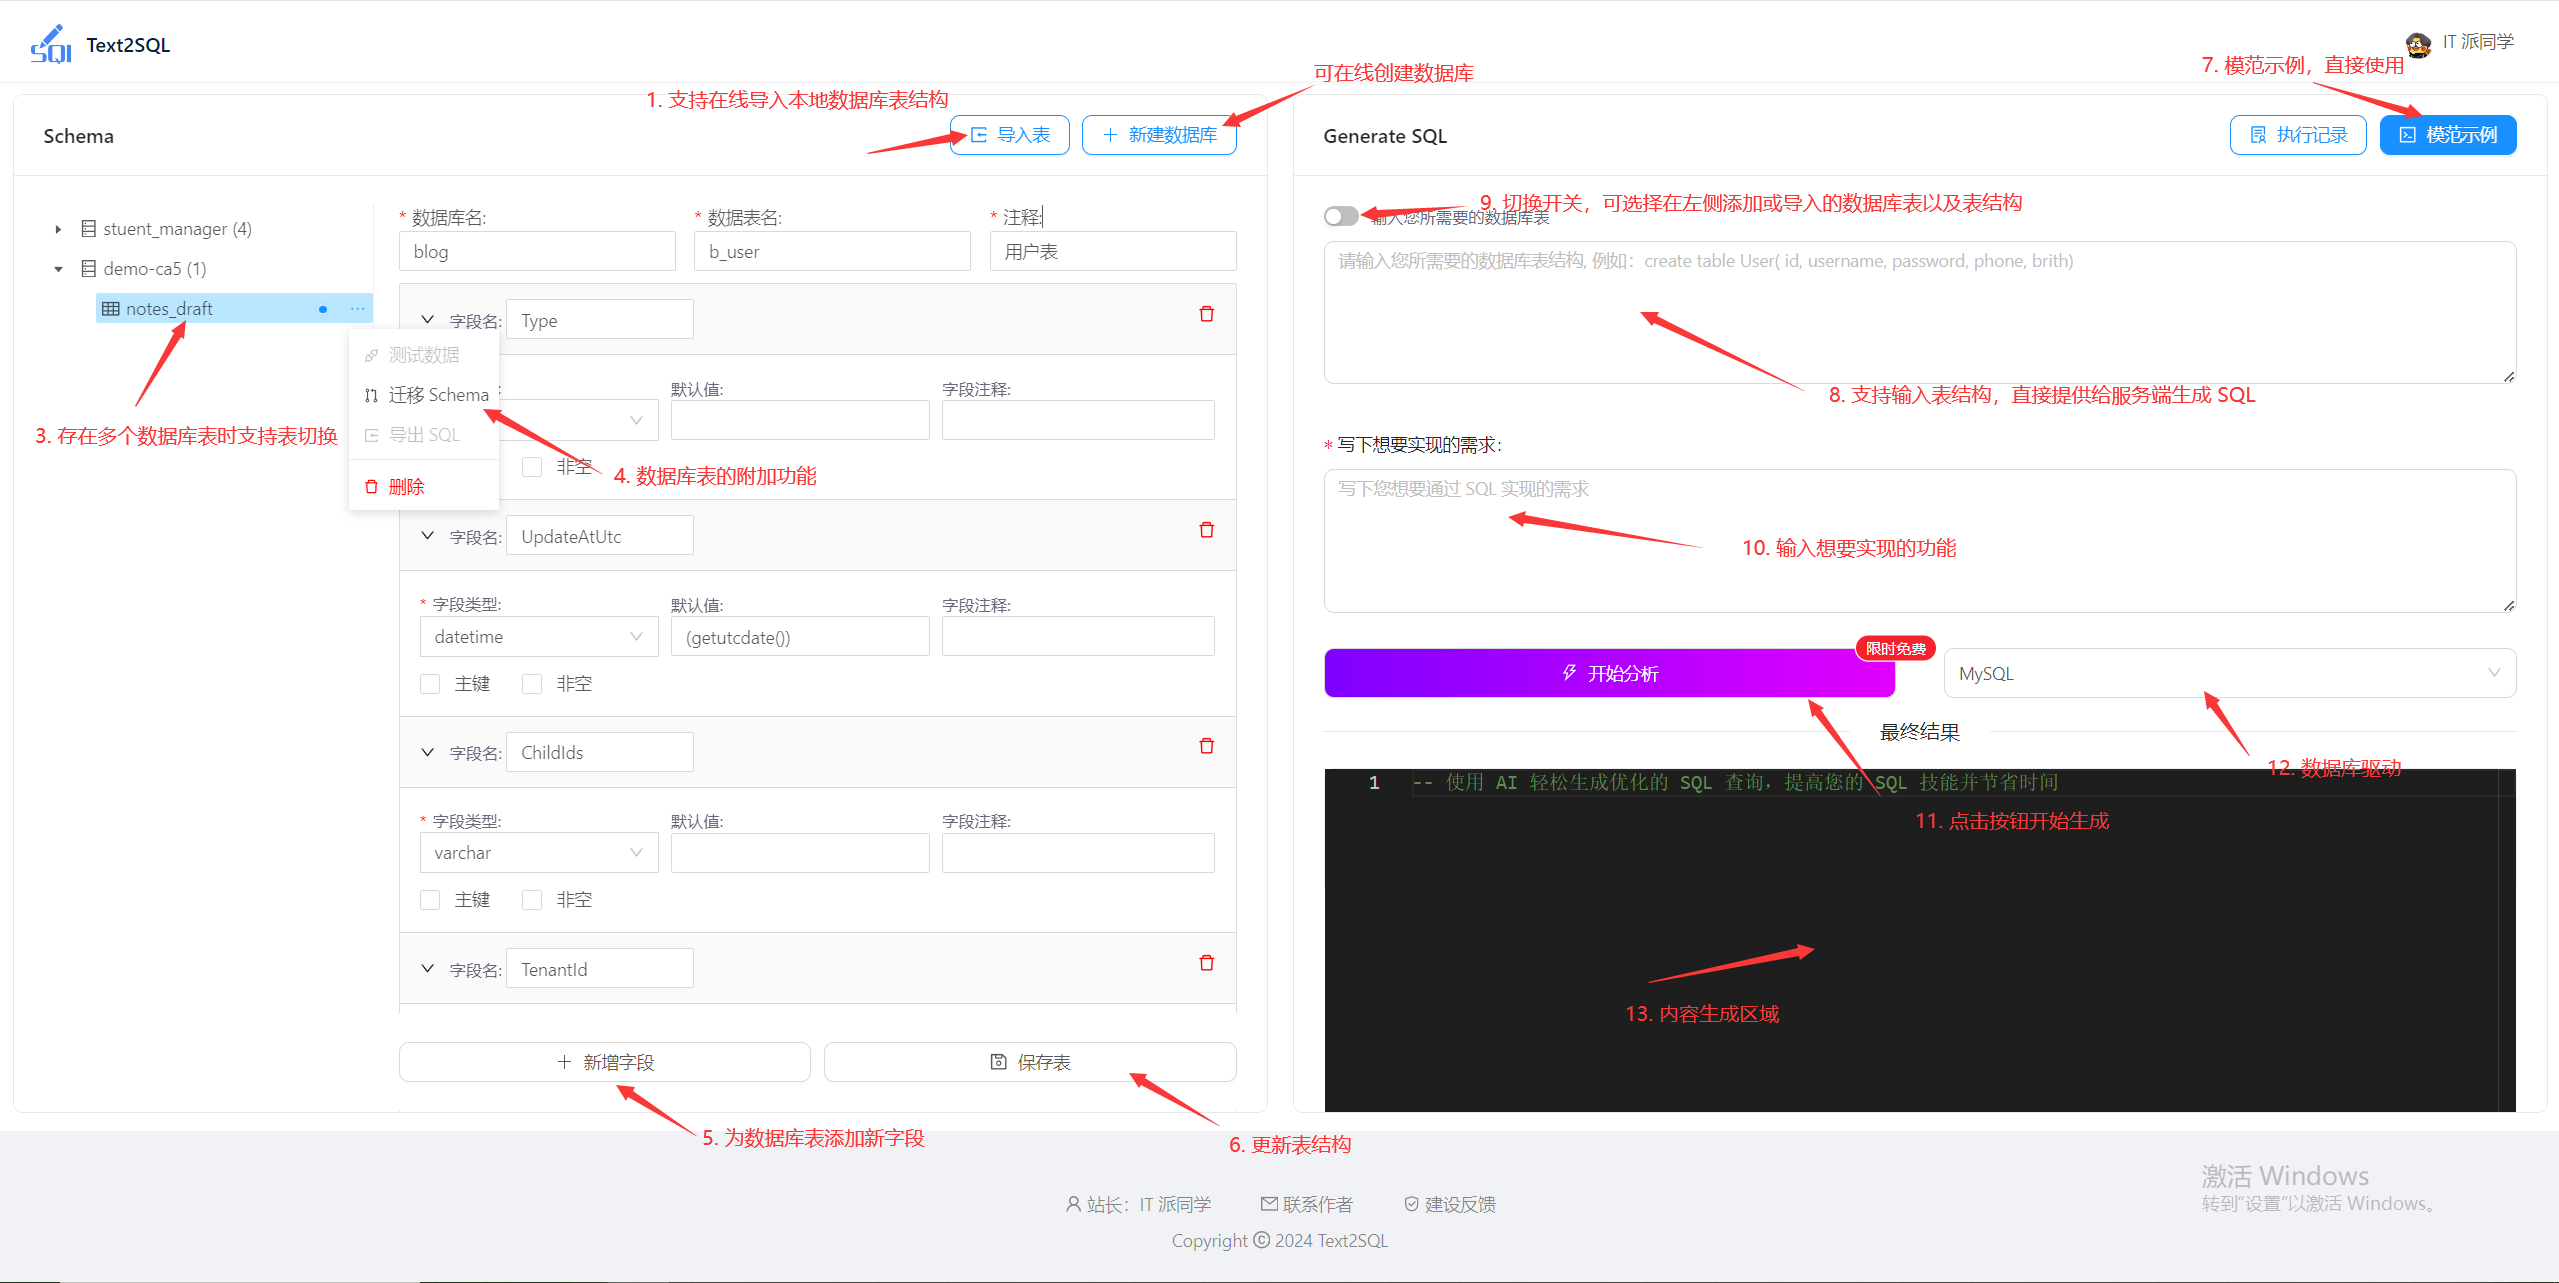 SQL
Text2SQL
IT 派同学
可在线创建数据库
7. 模范示例，直接使用
1. 支持在线导入本地数据库表结构
Schema
导入表
新建数据库
stuent_manager (4)
demo-ca5 (1)
notes_draft
3. 存在多个数据库表时支持表切换
测试数据
迁移 Schema
导出 SQL
删除
4. 数据库表的附加功能
* 数据库名:
* 数据表名:
* 注释:
blog
b_user
用户表
字段名:
Type
:
默认值:
字段注释:
非空
字段名:
UpdateAtUtc
* 字段类型:
默认值:
字段注释:
datetime
(getutcdate())
主键
非空
字段名:
ChildIds
* 字段类型:
默认值:
字段注释:
varchar
主键
非空
字段名:
TenantId
新增字段
保存表
5. 为数据库表添加新字段
6. 更新表结构
Generate SQL
执行记录
模范示例
9. 切换开关，可选择在左侧添加或导入的数据库表以及表结构
输入您所需要的数据库表
请输入您所需要的数据库表结构, 例如：create table User( id, username, password, phone, brith)
8. 支持输入表结构，直接提供给服务端生成 SQL
* 写下想要实现的需求:
写下您想要通过 SQL 实现的需求
10. 输入想要实现的功能
限时免费
开始分析
MySQL
最终结果
12. 数据库驱动
1
-- 使用 AI 轻松生成优化的 SQL 查询，提高您的 SQL 技能并节省时间
11. 点击按钮开始生成
13. 内容生成区域
激活 Windows
转到“设置”以激活 Windows。
站长：IT 派同学
联系作者
建设反馈
Copyright © 2024 Text2SQL